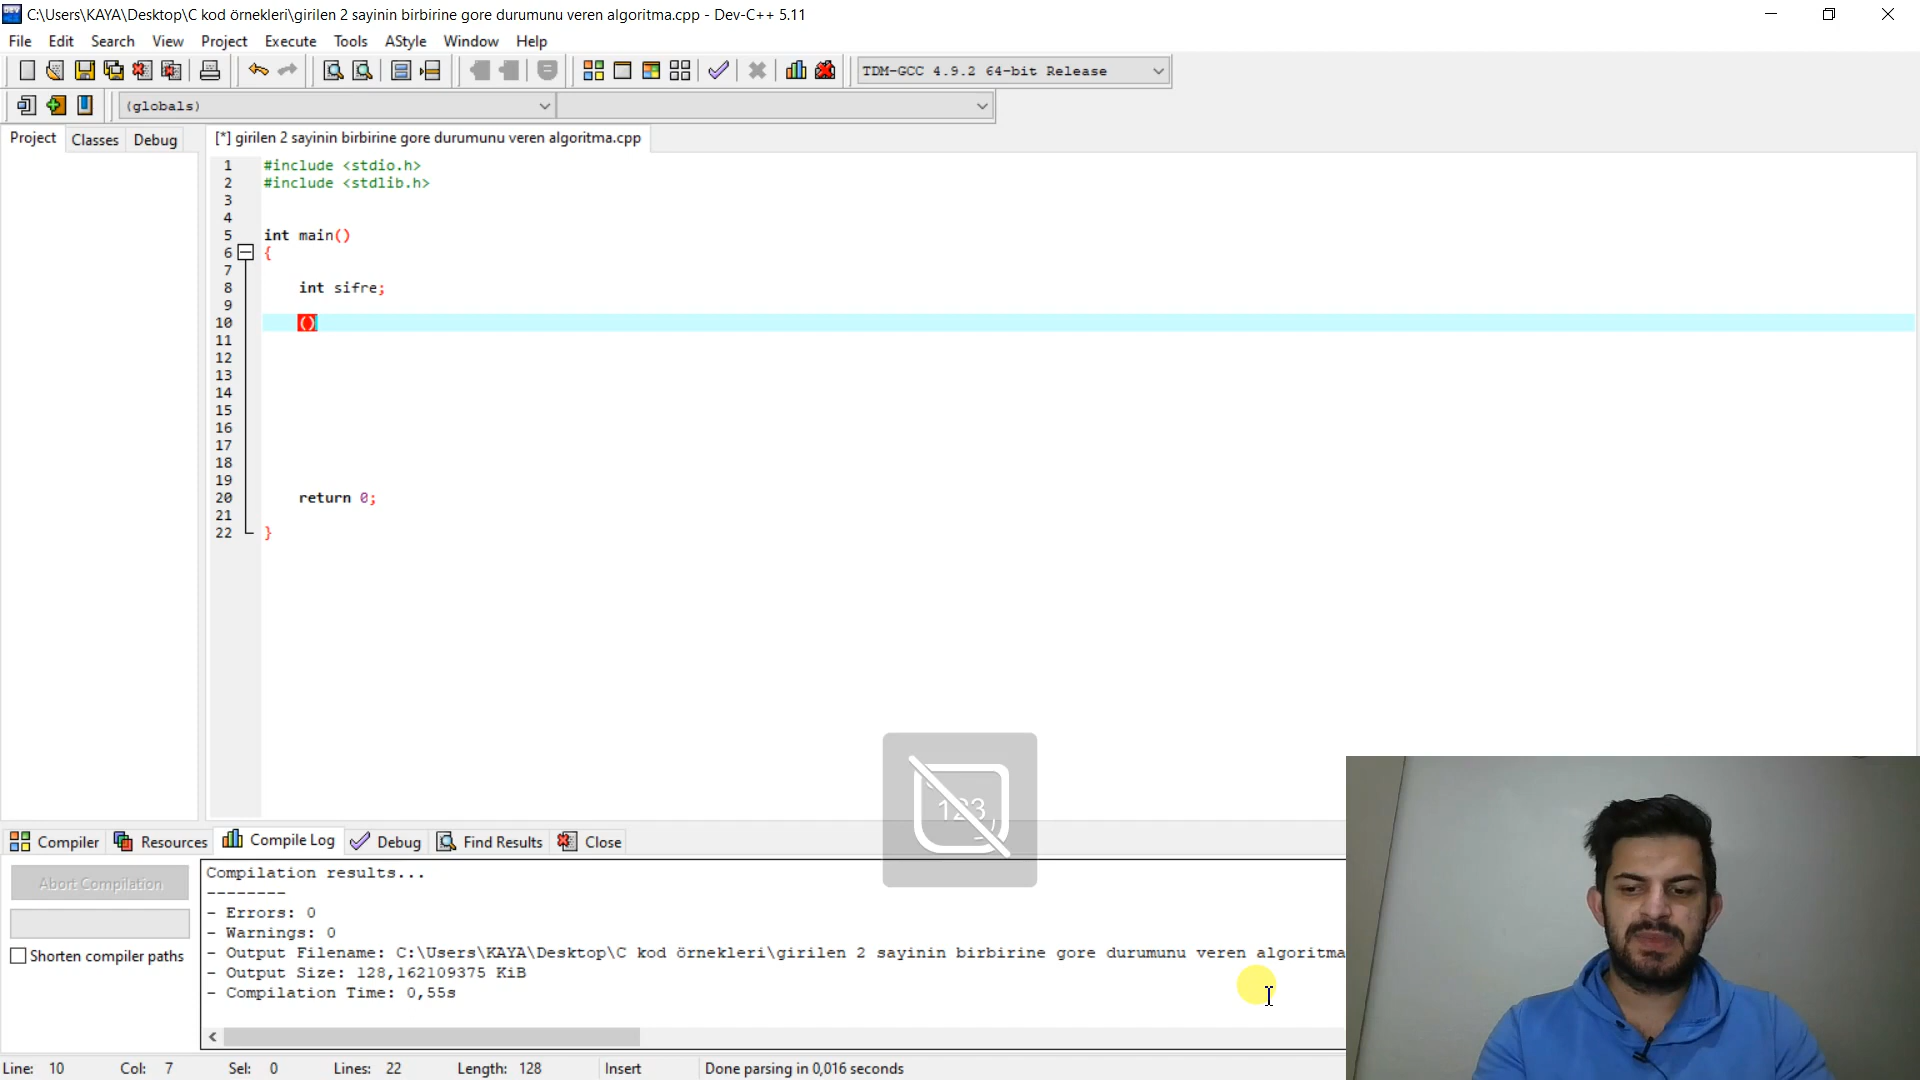 C:\Users\KAYA\Desktop\C kod örnekleri\girilen 2 sayinin birbirine gore durumunu veren algoritma.cpp - Dev-C++ 5.11
File Edit Search View Project Execute Tools AStyle Window Help
TDM-GCC 4.9.2 64-bit Release
(globals)
Project Classes Debug
[*] girilen 2 sayinin birbirine gore durumunu veren algoritma.cpp
1 #include <stdio.h>
2 #include <stdlib.h>
3
4
5 int main()
6 {
7
8 int sifre;
9
10 ()
11
12
13
14
15
16
17
18
19
20 return 0;
21
22 }
123
Compiler Resources Compile Log Debug Find Results Close
Abort Compilation
Shorten compiler paths
Compilation results...
--------
- Errors: 0
- Warnings: 0
- Output Filename: C:\Users\KAYA\Desktop\C kod örnekleri\girilen 2 sayinin birbirine gore durumunu veren algoritma
- Output Size: 128,162109375 KiB
- Compilation Time: 0,55s
Line: 10 Col: 7 Sel: 0 Lines: 22 Length: 128 Insert Done parsing in 0,016 seconds